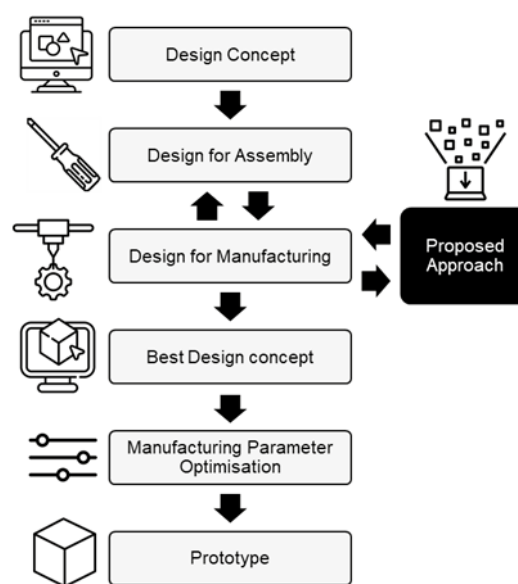 Design Concept
Design for Assembly
Design for Manufacturing
Proposed
Approach
Best Design concept
Manufacturing Parameter
Optimisation
Prototype